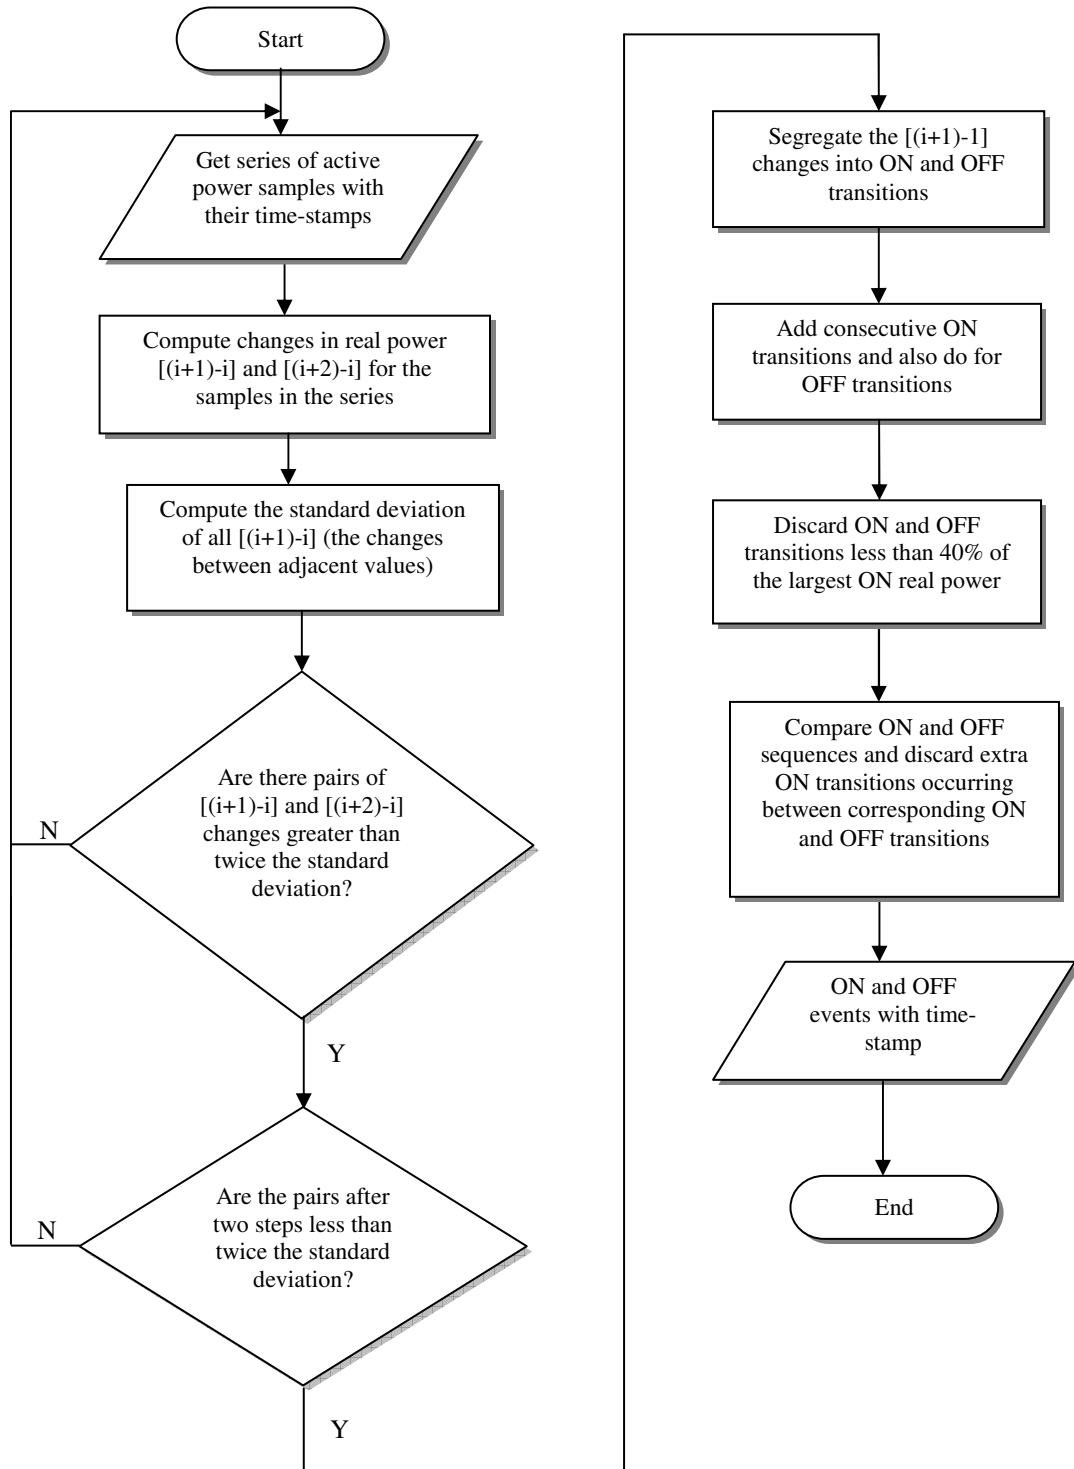 Start
Get series of active
power samples with
their time-stamps
Compute changes in real power
[(i+1)-i] and [(i+2)-i] for the
samples in the series
Compute the standard deviation
of all [(i+1)-i] (the changes
between adjacent values)
Are there pairs of
[(i+1)-i] and [(i+2)-i]
changes greater than
twice the standard
deviation?
N
Y
Are the pairs after
two steps less than
twice the standard
deviation?
N
Y
Segregate the [(i+1)-1]
changes into ON and OFF
transitions
Add consecutive ON
transitions and also do for
OFF transitions
Discard ON and OFF
transitions less than 40% of
the largest ON real power
Compare ON and OFF
sequences and discard extra
ON transitions occurring
between corresponding ON
and OFF transitions
ON and OFF
events with time-
stamp
End